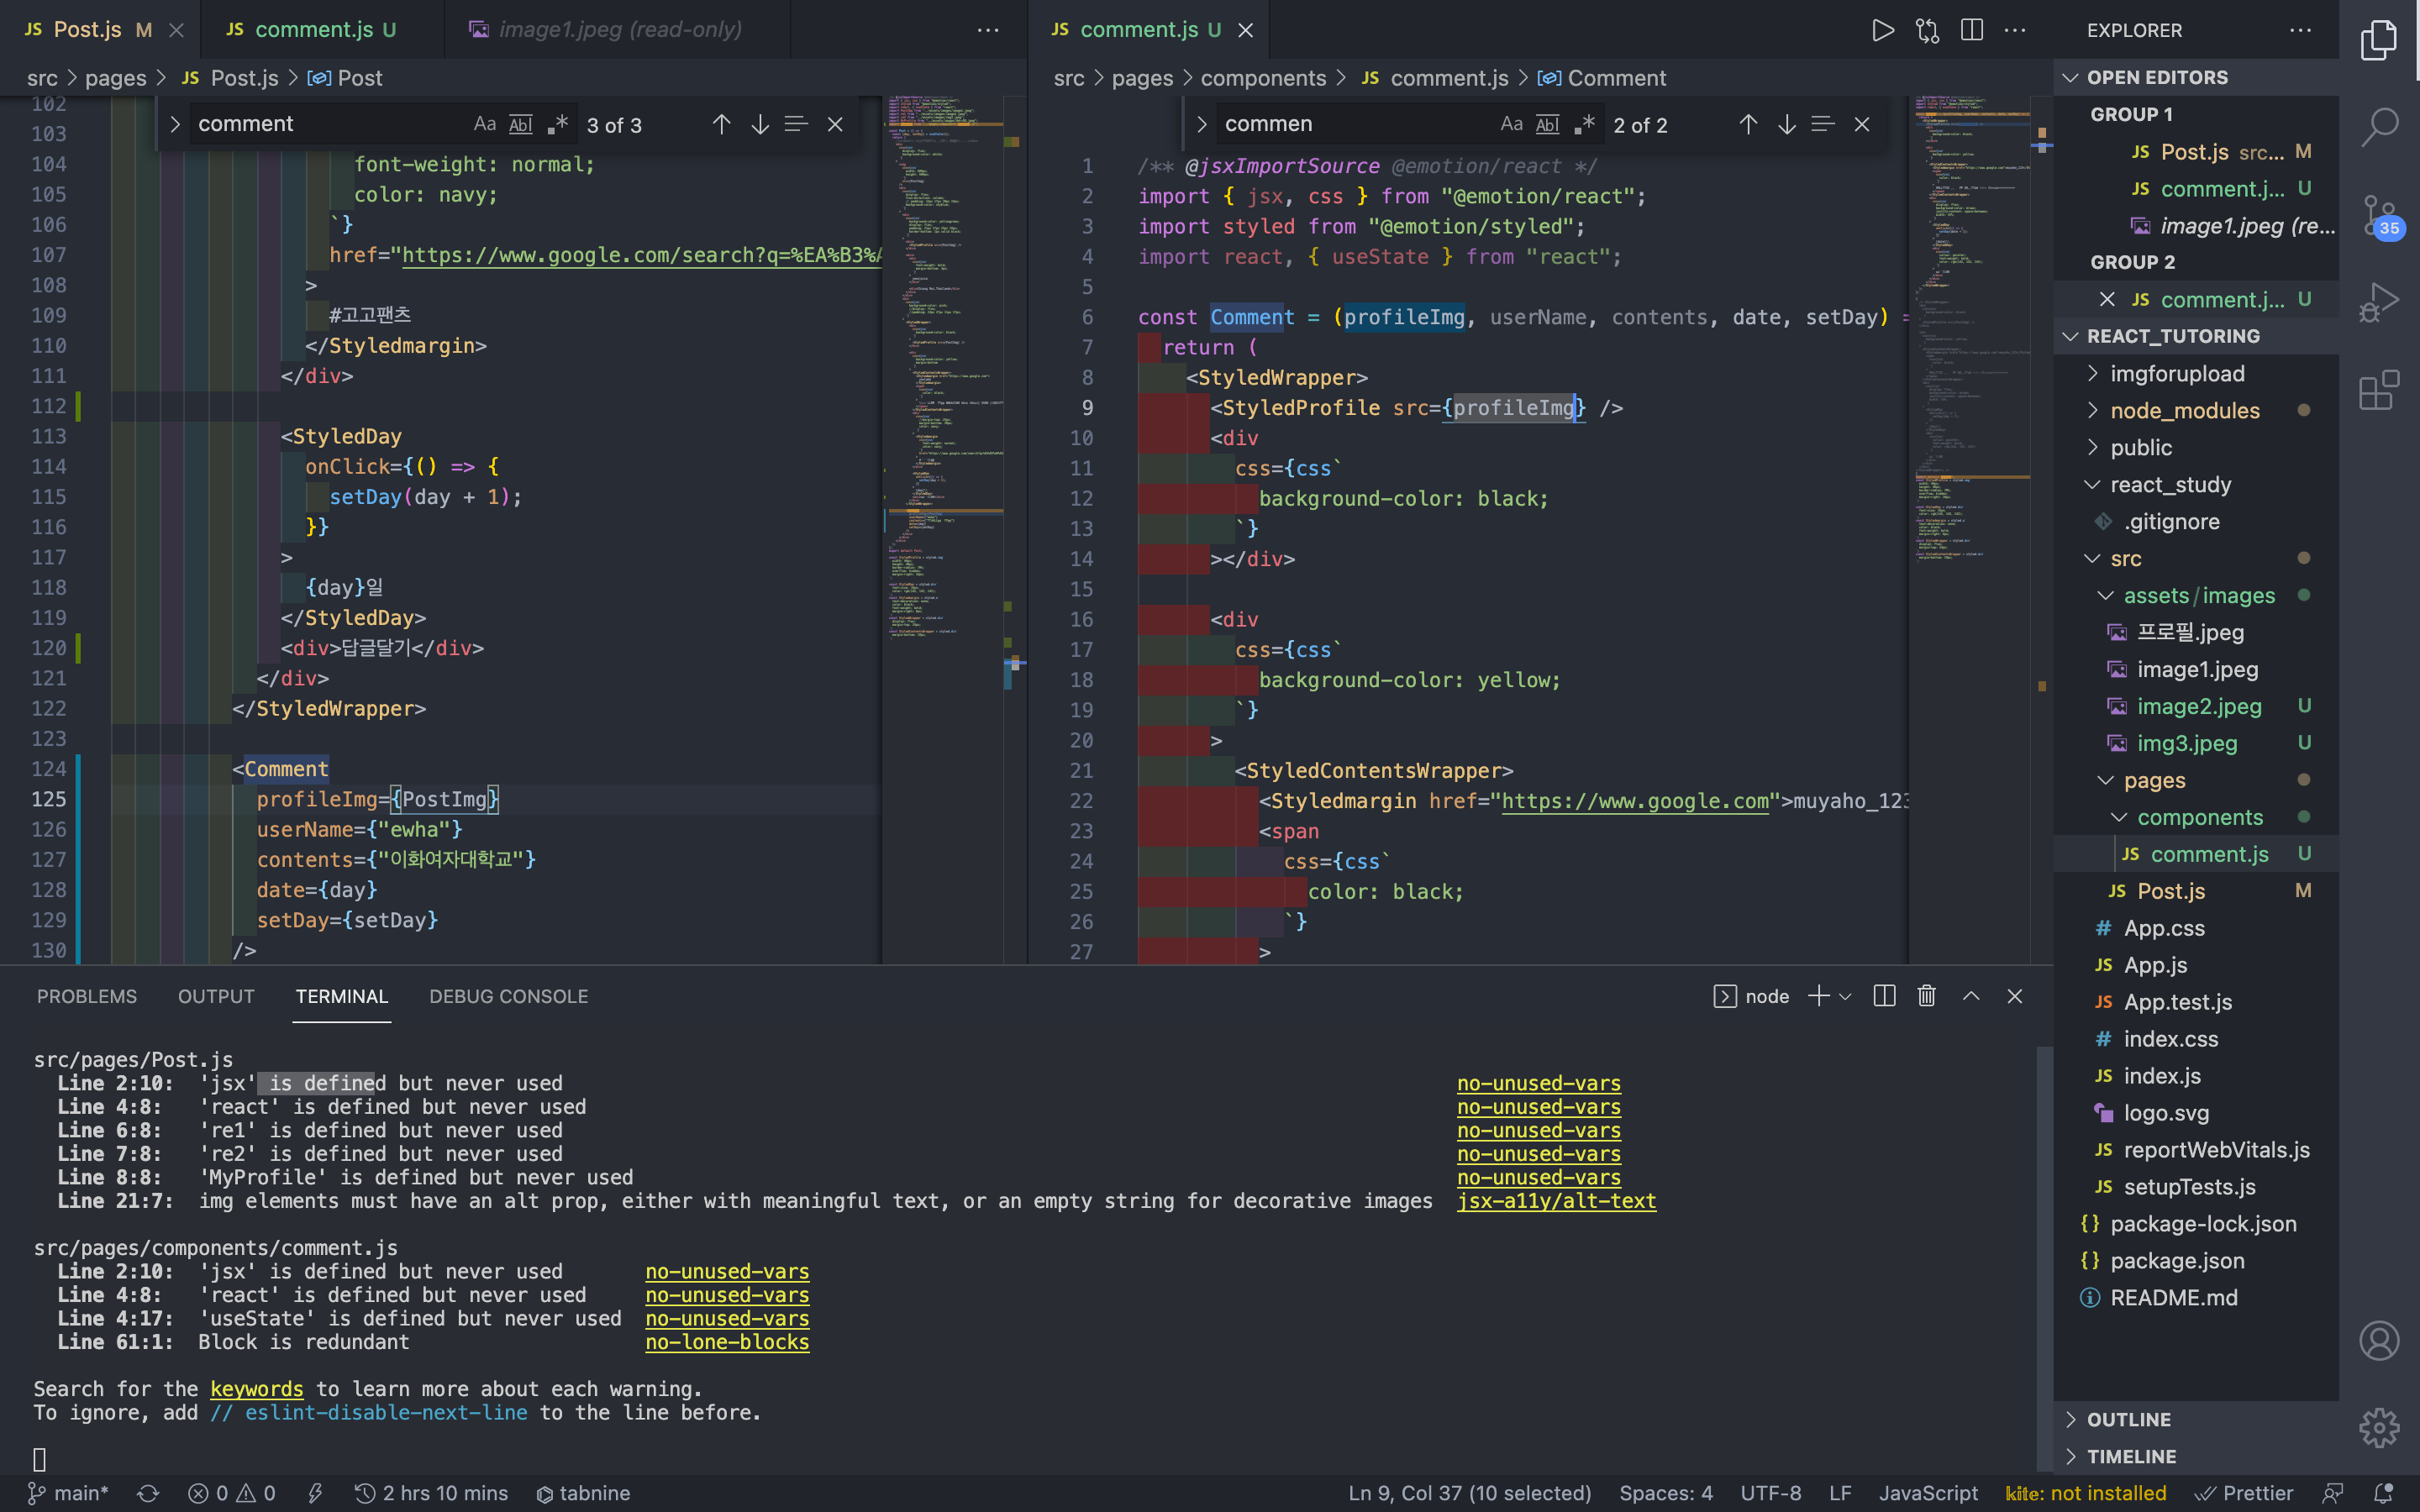 Post.js M
comment.js U
image1.jpeg (read-only)
src > pages > JS Post.js > Post
comment
Aa Abl .* 3 of 3
102
103
104 font-weight: normal;
105 color: navy;
106 `}
107 href="https://www.google.com/search?q=%EA%B3%
108 >
109 #고고팬츠
110 </Styledmargin>
111 </div>
112
113 <StyledDay
114 onClick={() => {
115 setDay(day + 1);
116 }}
117 >
118 {day}일
119 </StyledDay>
120 <div>답글달기</div>
121 </div>
122 </StyledWrapper>
123
124 <Comment
125 profileImg={PostImg}
126 userName={"ewha"}
127 contents={"이화여자대학교"}
128 date={day}
129 setDay={setDay}
130 />
JS comment.js U
src > pages > components > JS comment.js > Comment
commen
Aa Abl .* 2 of 2
1 /** @jsxImportSource @emotion/react */
2 import { jsx, css } from "@emotion/react";
3 import styled from "@emotion/styled";
4 import react, { useState } from "react";
5
6 const Comment = (profileImg, userName, contents, date, setDay) =
7 return (
8 <StyledWrapper>
9 <StyledProfile src={profileImg} />
10 <div
11 css={css`
12 background-color: black;
13 `}
14 ></div>
15
16 <div
17 css={css`
18 background-color: yellow;
19 `}
20 >
21 <StyledContentsWrapper>
22 <Styledmargin href="https://www.google.com">muyaho_123
23 <span
24 css={css`
25 color: black;
26 `}
27 >
EXPLORER
OPEN EDITORS
GROUP 1
JS Post.js src... M
JS comment.j... U
image1.jpeg (re...
GROUP 2
JS comment.j... U
REACT_TUTORING
imgforupload
node_modules
public
react_study
.gitignore
src
assets/images
프로필.jpeg
image1.jpeg
image2.jpeg U
img3.jpeg U
pages
components
JS comment.js U
JS Post.js M
# App.css
JS App.js
JS App.test.js
# index.css
JS index.js
logo.svg
JS reportWebVitals.js
JS setupTests.js
{} package-lock.json
{} package.json
README.md
OUTLINE
TIMELINE
35
PROBLEMS OUTPUT TERMINAL DEBUG CONSOLE
node
src/pages/Post.js
Line 2:10: 'jsx' is defined but never used no-unused-vars
Line 4:8: 'react' is defined but never used no-unused-vars
Line 6:8: 're1' is defined but never used no-unused-vars
Line 7:8: 're2' is defined but never used no-unused-vars
Line 8:8: 'MyProfile' is defined but never used no-unused-vars
Line 21:7: img elements must have an alt prop, either with meaningful text, or an empty string for decorative images jsx-a11y/alt-text
src/pages/components/comment.js
Line 2:10: 'jsx' is defined but never used no-unused-vars
Line 4:8: 'react' is defined but never used no-unused-vars
Line 4:17: 'useState' is defined but never used no-unused-vars
Line 61:1: Block is redundant no-lone-blocks
Search for the keywords to learn more about each warning.
To ignore, add // eslint-disable-next-line to the line before.
main* 0 0 2 hrs 10 mins tabnine
Ln 9, Col 37 (10 selected) Spaces: 4 UTF-8 LF JavaScript kite: not installed Prettier